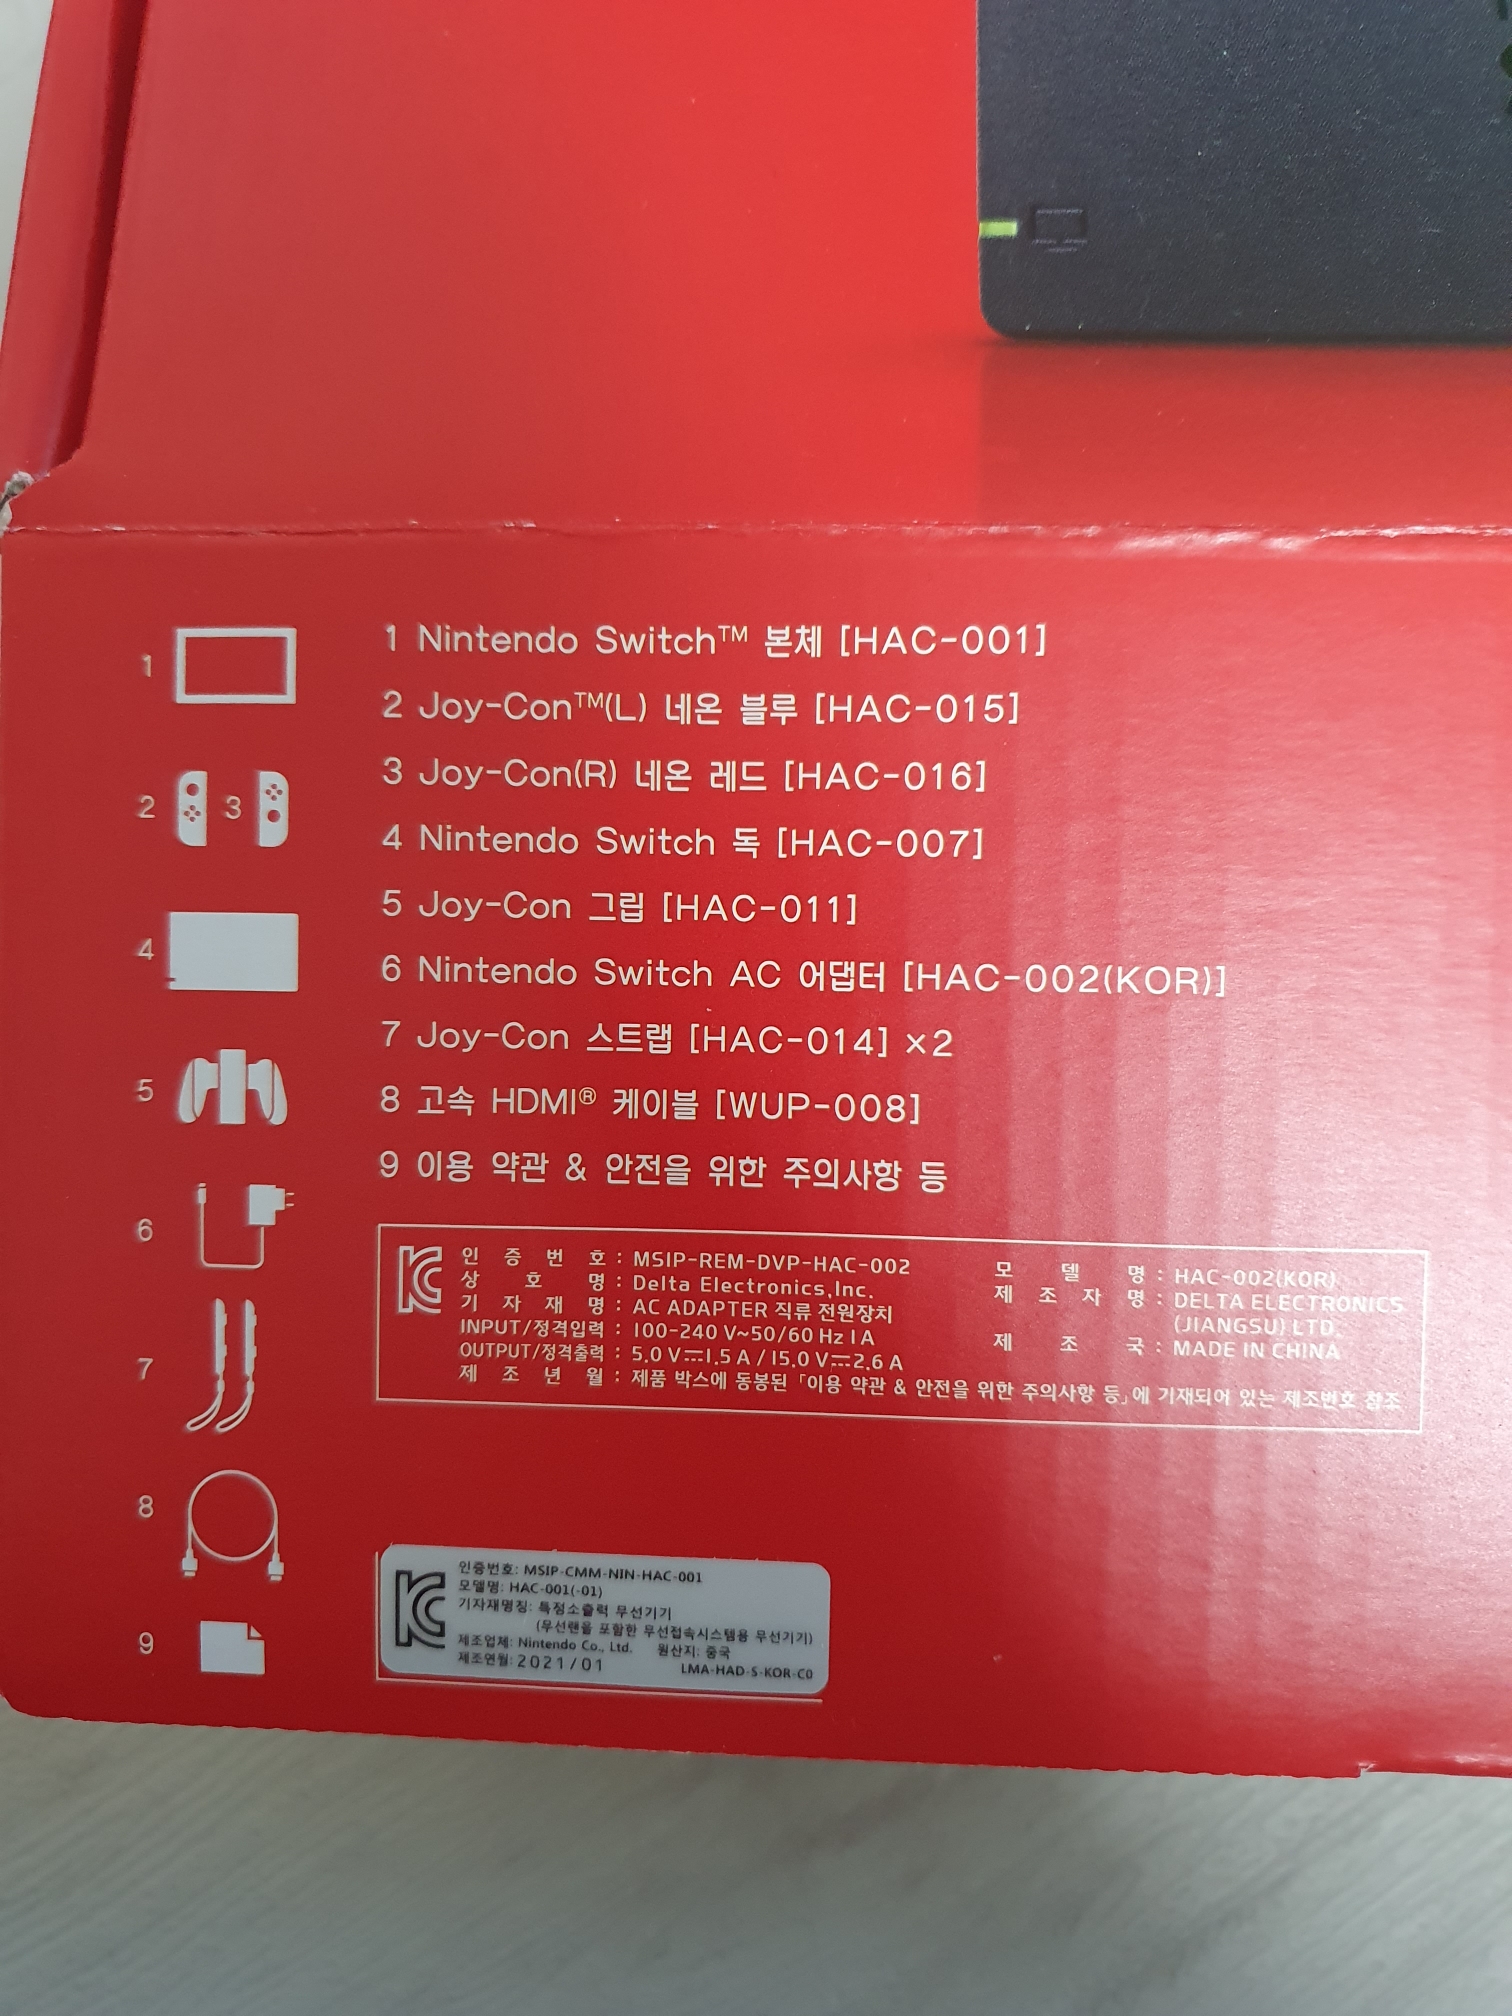 1
2
3
4
5
6
7
8
9
1 Nintendo Switch™ 본체 [HAC-001]
2 Joy-Con™(L) 네온 블루 [HAC-015]
3 Joy-Con(R) 네온 레드 [HAC-016]
4 Nintendo Switch 독 [HAC-007]
5 Joy-Con 그립 [HAC-011]
6 Nintendo Switch AC 어댑터 [HAC-002(KOR)]
7 Joy-Con 스트랩 [HAC-014] ×2
8 고속 HDMI® 케이블 [WUP-008]
9 이용 약관 & 안전을 위한 주의사항 등
인 증 번 호 : MSIP-REM-DVP-HAC-002
상 호 명 : Delta Electronics,Inc.
기 자 재 명 : AC ADAPTER 직류 전원장치
INPUT/정격입력 : 100-240 V~50/60 Hz 1 A
OUTPUT/정격출력 : 5.0 V⎓1.5 A / 15.0 V⎓2.6 A
제 조 년 월 : 제품 박스에 동봉된 「이용 약관 & 안전을 위한 주의사항 등」에 기재되어 있는 제조번호 참조
모 델 명 : HAC-002(KOR)
제 조 자 명 : DELTA ELECTRONICS
(JIANGSU) LTD.
제 조 국 : MADE IN CHINA
인증번호: MSIP-CMM-NIN-HAC-001
모델명: HAC-001(-01)
기자재명칭: 특정소출력 무선기기
(무선랜을 포함한 무선접속시스템용 무선기기)
제조업체: Nintendo Co., Ltd. 원산지: 중국
제조연월: 2021/01 LMA-HAD-S-KOR-C0